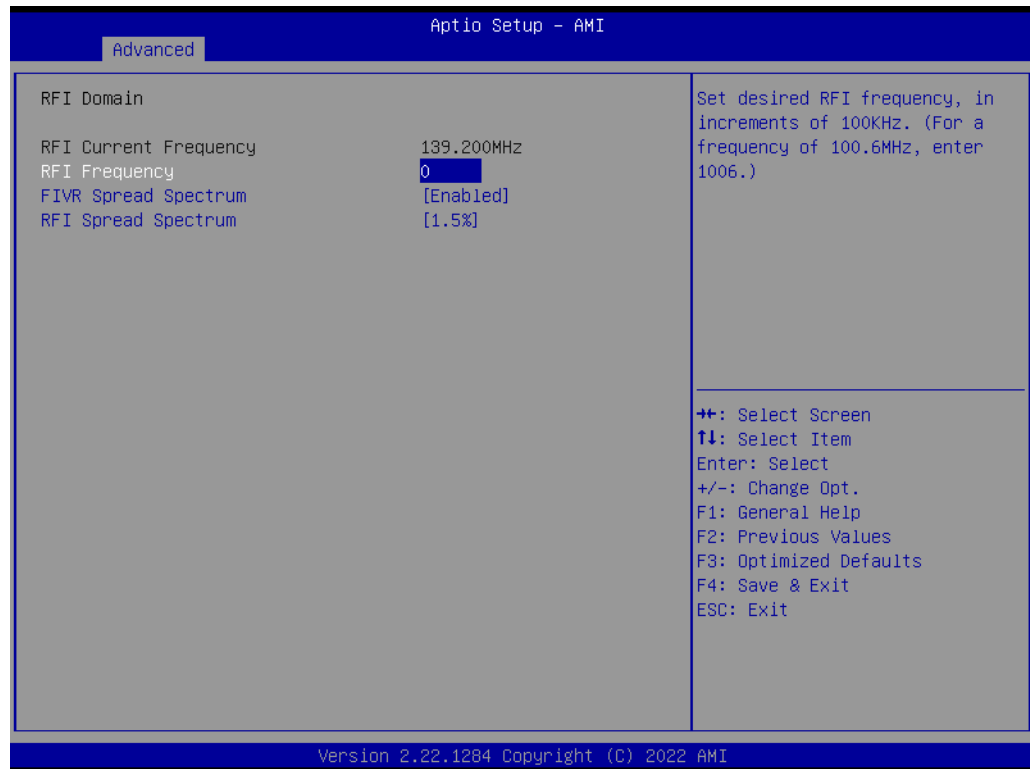 Aptio Setup – AMI
Advanced
RFI Domain
RFI Current Frequency 139.200MHz
RFI Frequency 0
FIVR Spread Spectrum [Enabled]
RFI Spread Spectrum [1.5%]
Set desired RFI frequency, in
increments of 100KHz. (For a
frequency of 100.6MHz, enter
1006.)
→←: Select Screen
↑↓: Select Item
Enter: Select
+/-: Change Opt.
F1: General Help
F2: Previous Values
F3: Optimized Defaults
F4: Save & Exit
ESC: Exit
Version 2.22.1284 Copyright (C) 2022 AMI